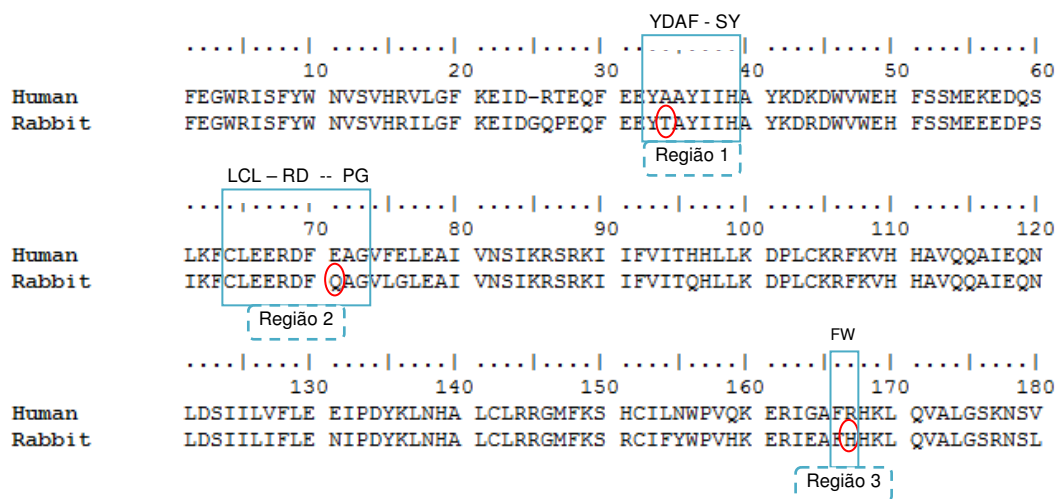 YDAF - SY
....|....| ....|....| ....|....| ....|....| ....|....| ....|....|
10 20 30 40 50 60
Human FEGWRISFYW NVSVHRVLGF KEID-RTEQF EEYAAYIIHA YKDKDWVWEH FSSMEKEDQS
Rabbit FEGWRISFYW NVSVHRILGF KEIDGQPEQF EEYTAYIIHA YKDRDWVWEH FSSMEEEDPS
Região 1
LCL – RD -- PG
....|....| ....|....| ....|....| ....|....| ....|....| ....|....|
70 80 90 100 110 120
Human LKFCLEERDF EAGVFELEAI VNSIKRSRKI IFVITHHLLK DPLCKRFKVH HAVQQAIEQN
Rabbit IKFCLEERDF QAGVLGLEAI VNSIKRSRKI IFVITQHLLK DPLCKRFKVH HAVQQAIEQN
Região 2
FW
....|....| ....|....| ....|....| ....|....| ....|....| ....|....|
130 140 150 160 170 180
Human LDSIILVFLE EIPDYKLNHA LCLRRGMFKS HCILNWPVQK ERIGAFRHKL QVALGSKNSV
Rabbit LDSIILIFLE NIPDYKLNHA LCLRRGMFKS RCIFYWPVHK ERIEAFHHKL QVALGSRNSL
Região 3